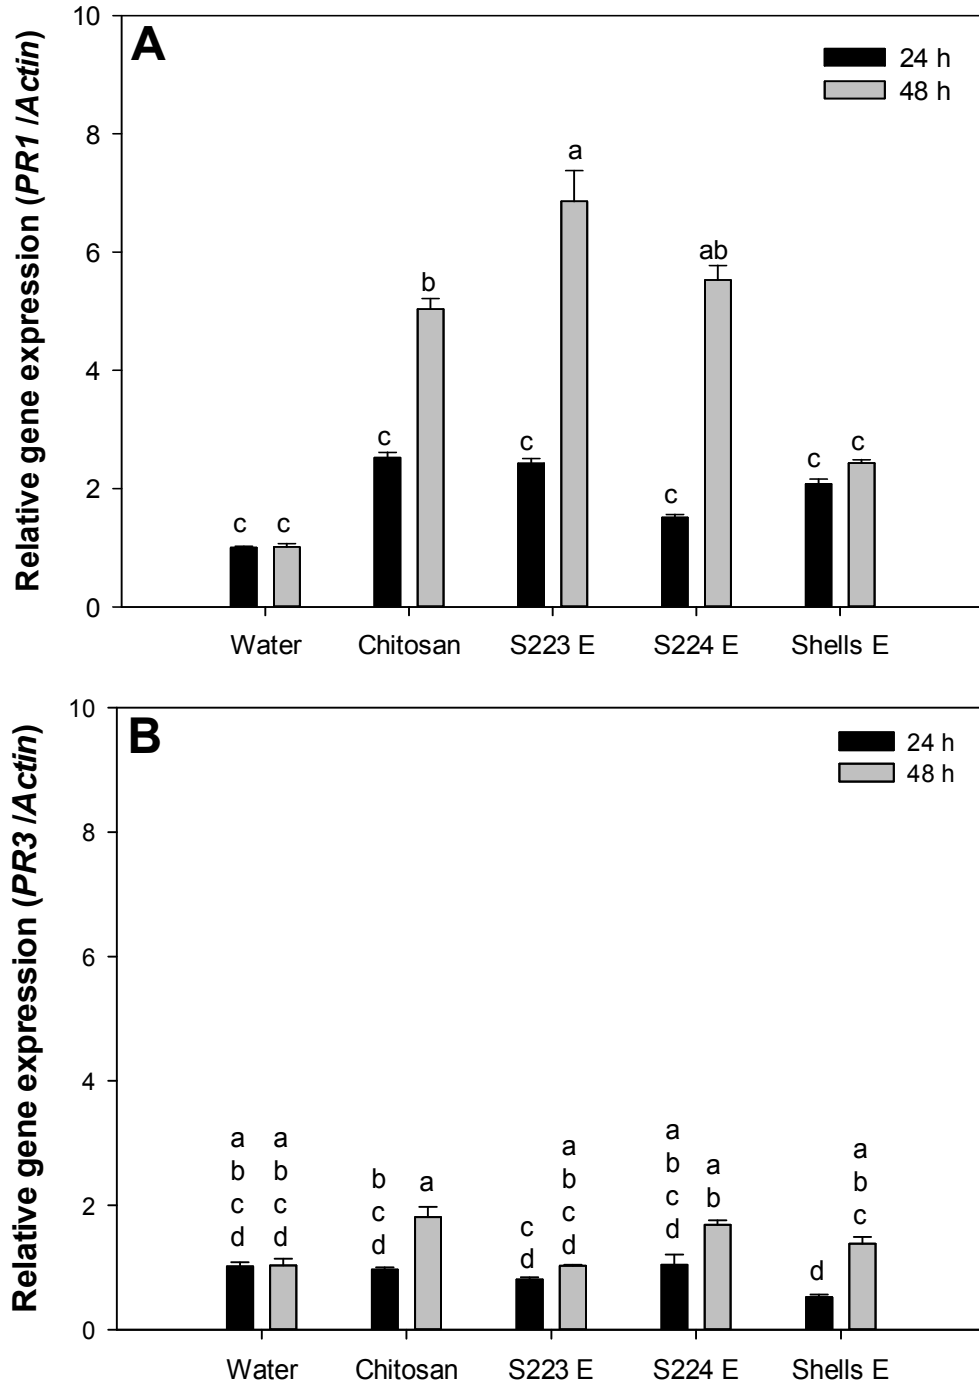 A
24 h
48 h
Relative gene expression (PR1 /Actin)
10
8
6
4
2
0
c
c
c
b
c
a
c
ab
c
c
Water
Chitosan
S223 E
S224 E
Shells E
B
24 h
48 h
Relative gene expression (PR3 /Actin)
10
8
6
4
2
0
a
b
c
d
a
b
c
d
b
c
d
a
c
d
a
b
c
d
a
b
c
d
a
b
d
a
b
c
Water
Chitosan
S223 E
S224 E
Shells E